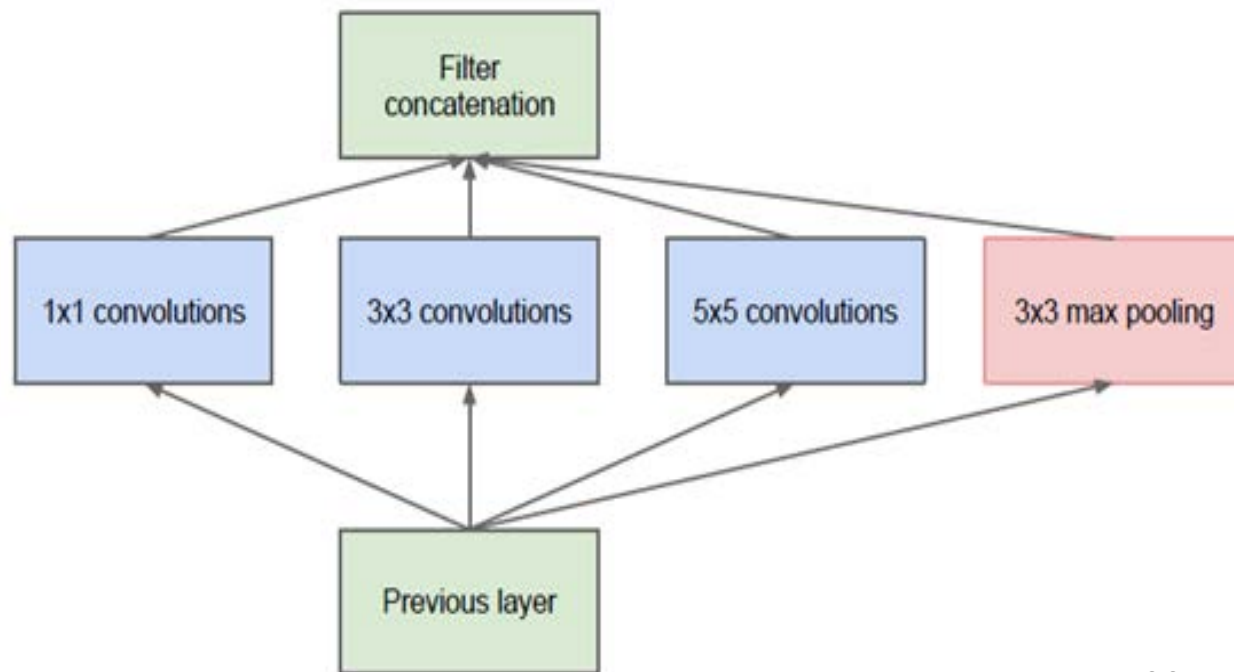 Filter
concatenation
1x1 convolutions
3x3 convolutions
5x5 convolutions
3x3 max pooling
Previous layer